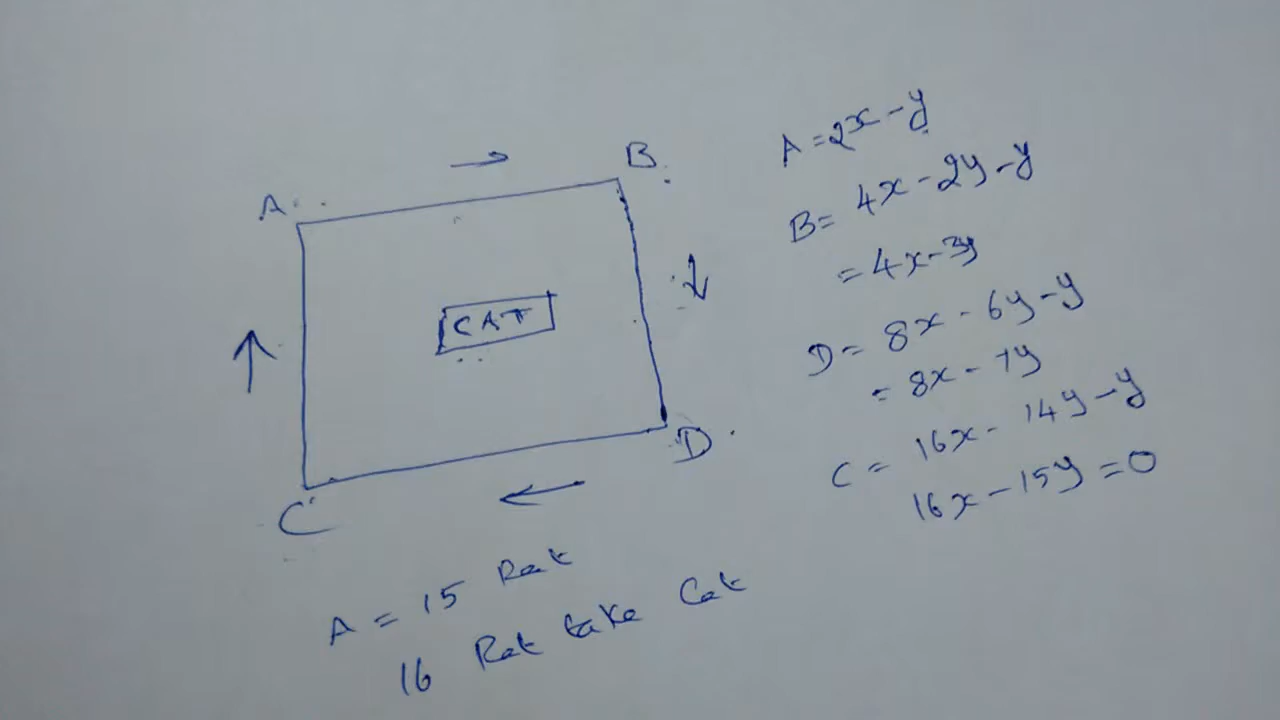 A
B
CAT
C
D
A = 2x - y
B = 4x - 2y - y
= 4x - 3y
D = 8x - 6y - y
= 8x - 7y
C = 16x - 14y - y
16x - 15y = 0
A = 15 Rat
16 Rat take Cat